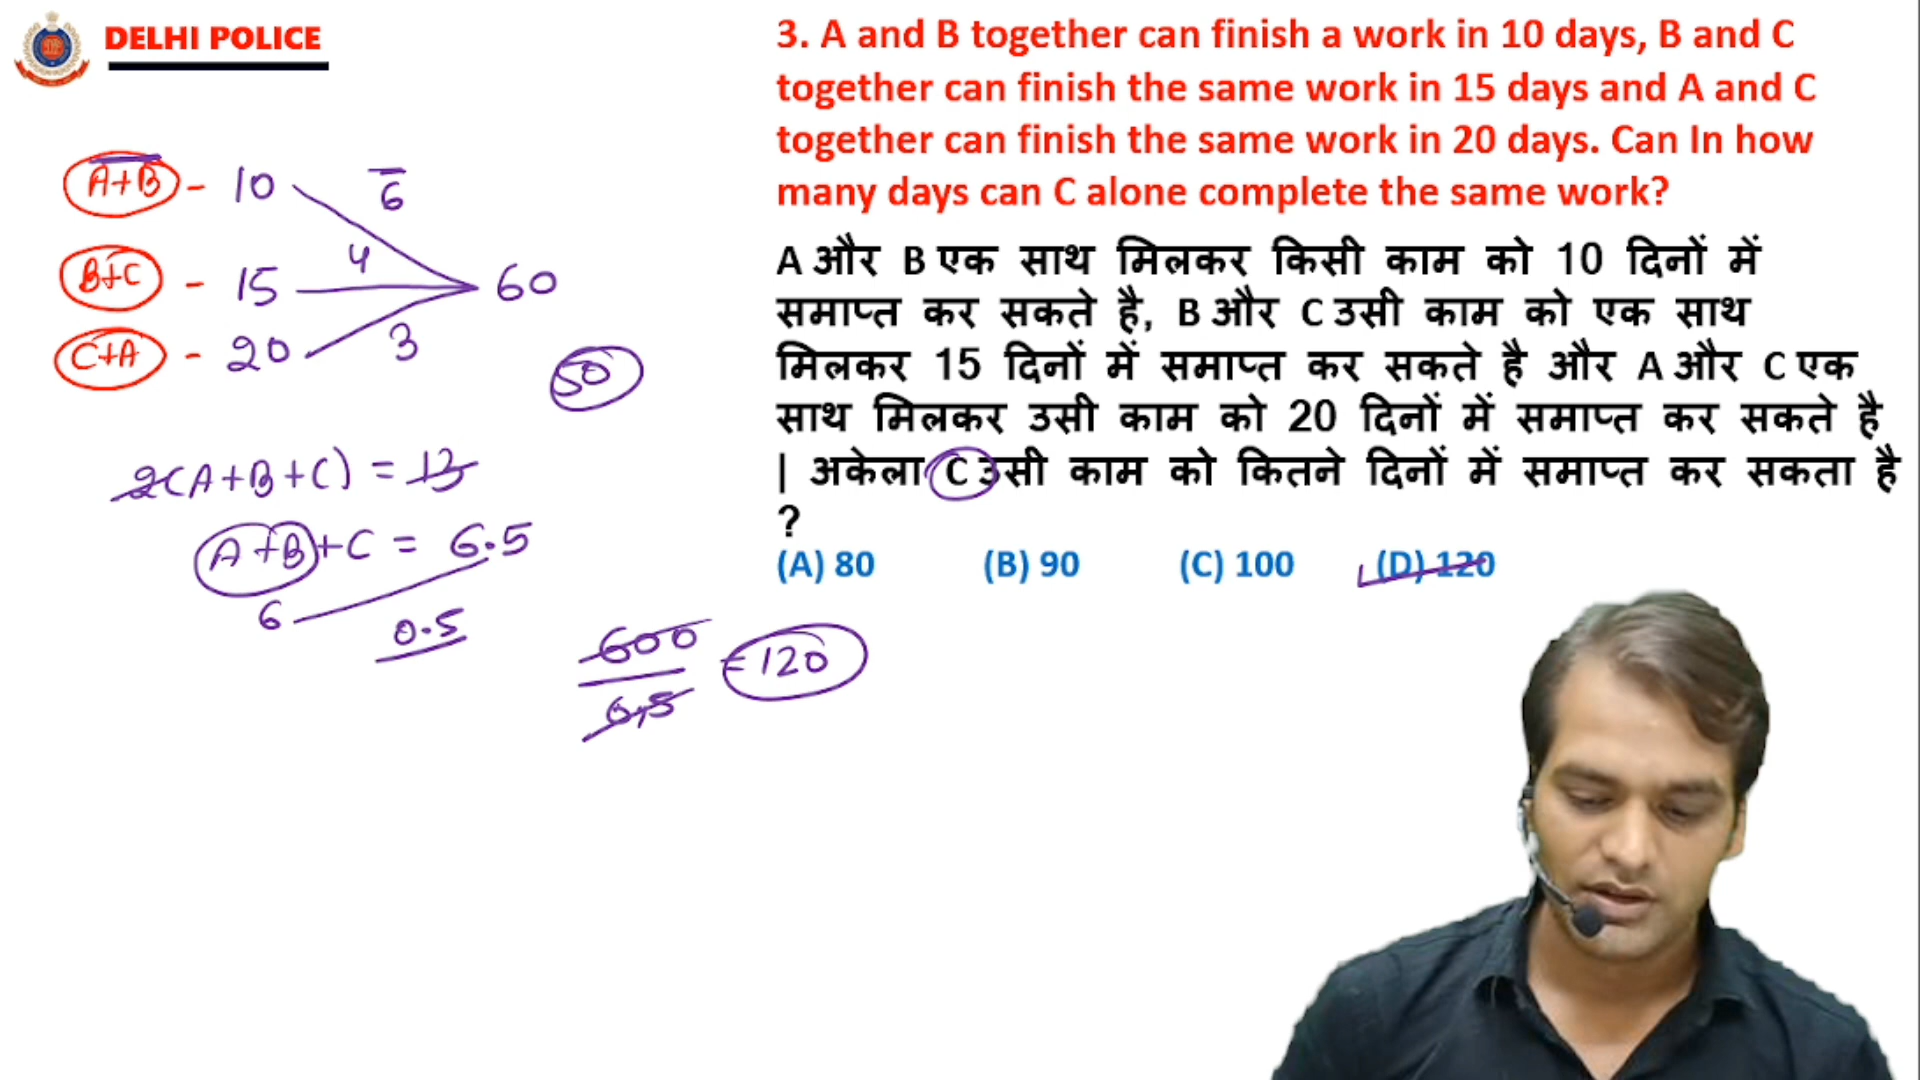 DELHI POLICE
3. A and B together can finish a work in 10 days, B and C
together can finish the same work in 15 days and A and C
together can finish the same work in 20 days. Can In how
many days can C alone complete the same work?
A और B एक साथ मिलकर किसी काम को 10 दिनों में
समाप्त कर सकते है, B और C उसी काम को एक साथ
मिलकर 15 दिनों में समाप्त कर सकते है और A और C एक
साथ मिलकर उसी काम को 20 दिनों में समाप्त कर सकते है
| अकेला C उसी काम को कितने दिनों में समाप्त कर सकता है
?
(A) 80 (B) 90 (C) 100 (D) 120
A+B - 10 6
B+C - 15 4 60
C+A - 20 3
50
2(A+B+C) = 13
A+B+C = 6.5
6
0.5
600 = 120
0.5